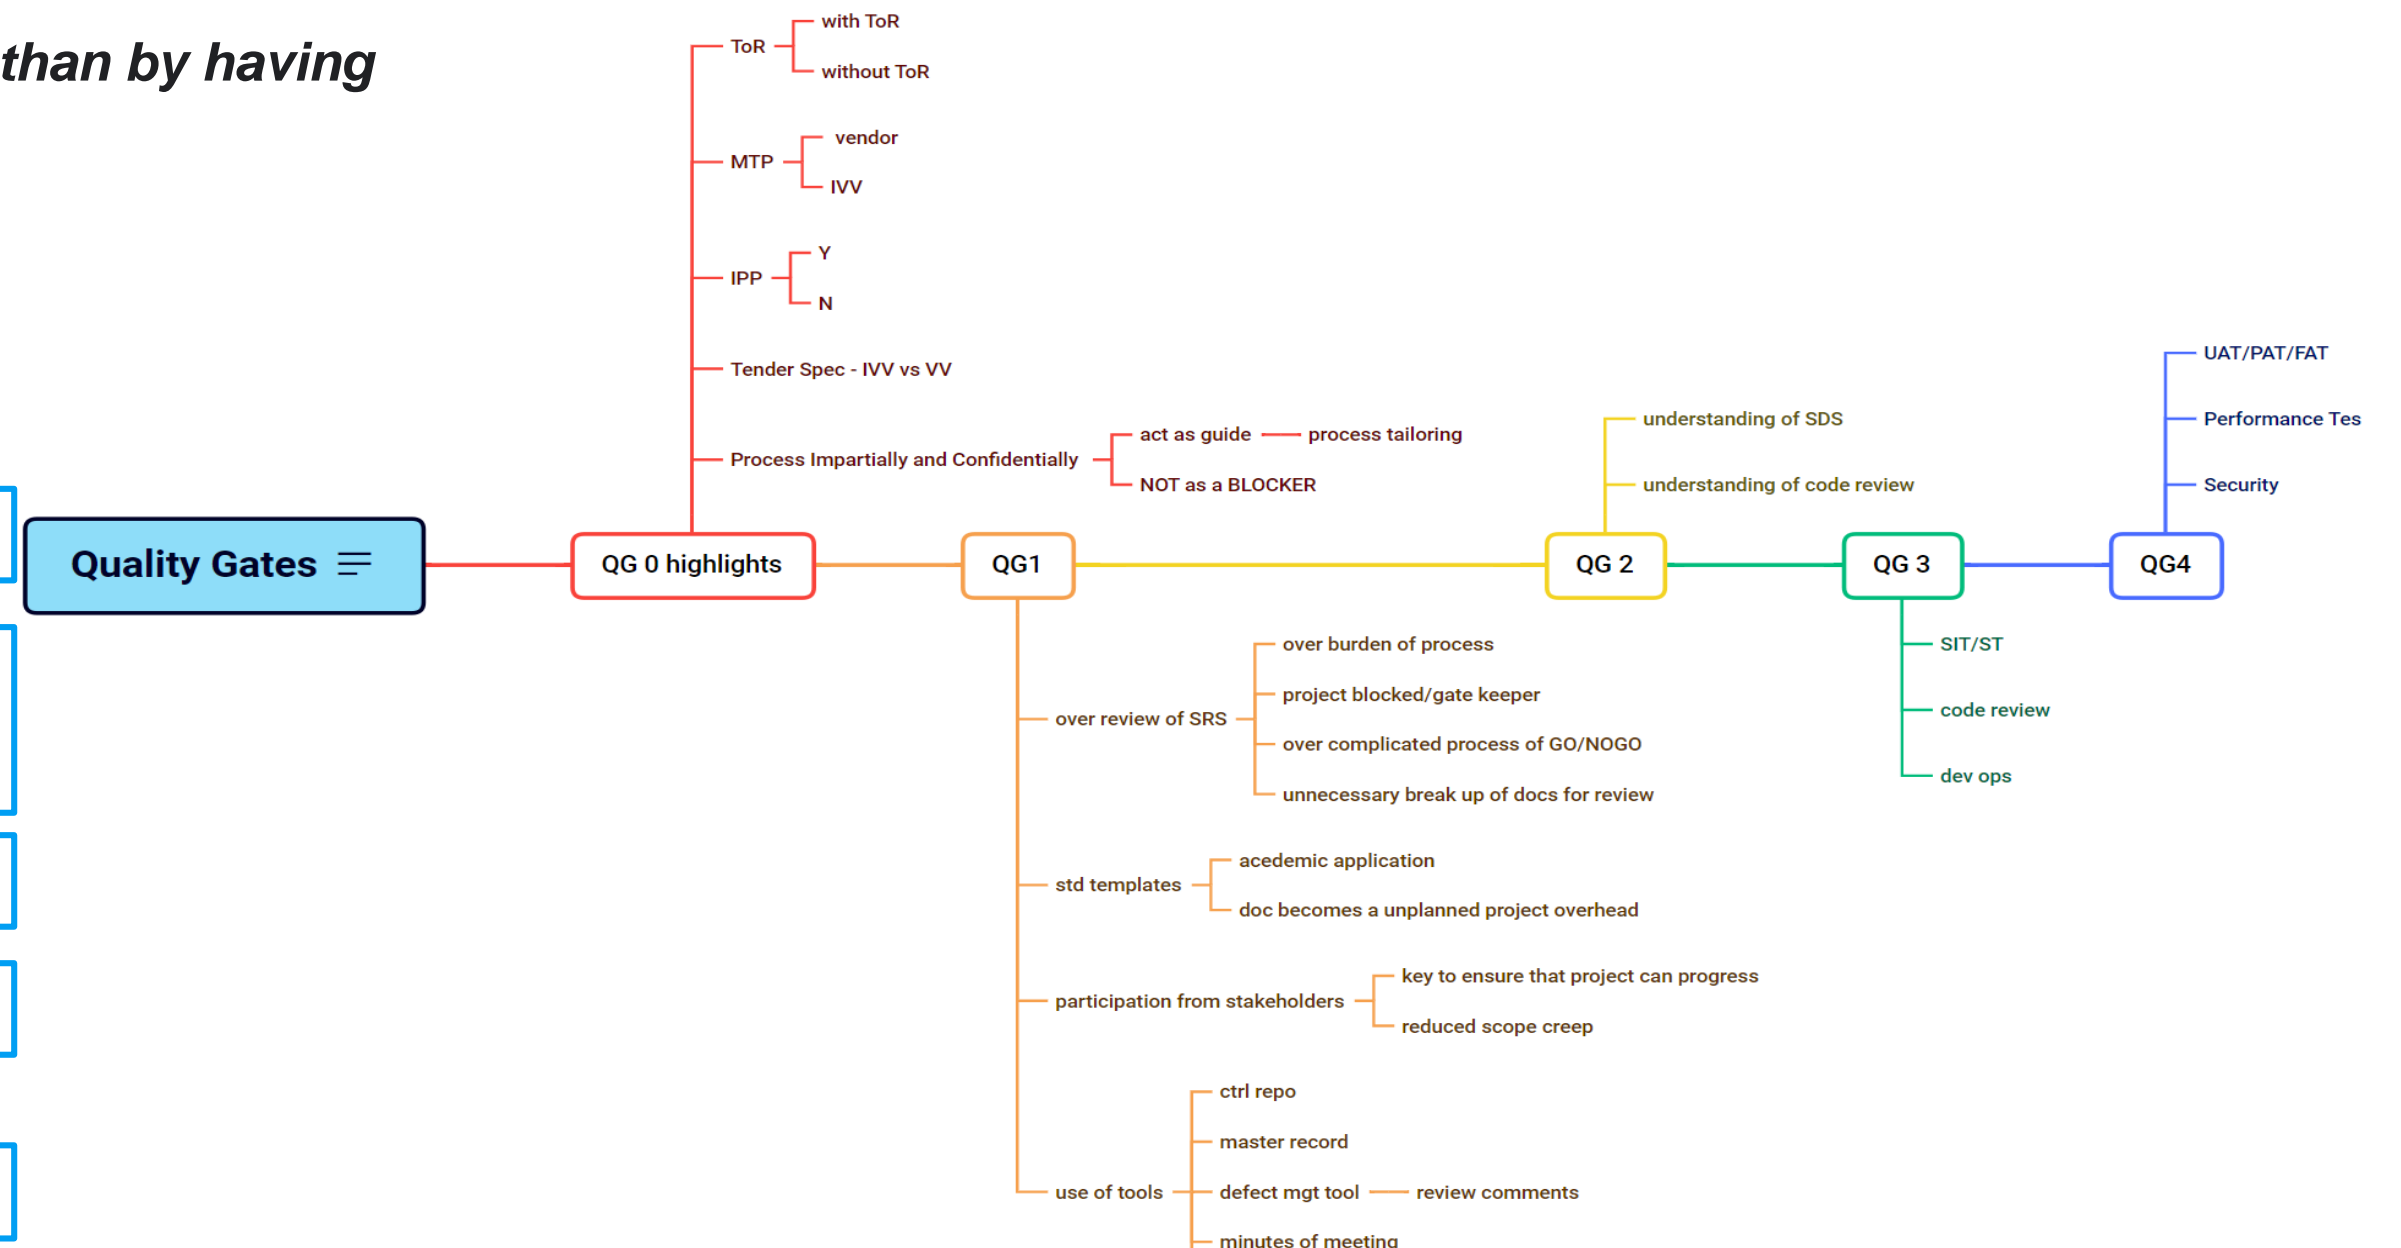 than by having
with ToR
ToR
without ToR
vendor
MTP
IVV
Y
IPP
N
Tender Spec - IVV vs VV
act as guide
process tailoring
Process Impartially and Confidentially
NOT as a BLOCKER
understanding of SDS
understanding of code review
UAT/PAT/FAT
Performance Tes
Security
Quality Gates
QG 0 highlights
QG1
QG 2
QG 3
QG4
over burden of process
project blocked/gate keeper
over review of SRS
over complicated process of GO/NOGO
unnecessary break up of docs for review
acedemic application
std templates
doc becomes a unplanned project overhead
key to ensure that project can progress
participation from stakeholders
reduced scope creep
ctrl repo
master record
use of tools
defect mgt tool
review comments
minutes of meeting
SIT/ST
code review
dev ops